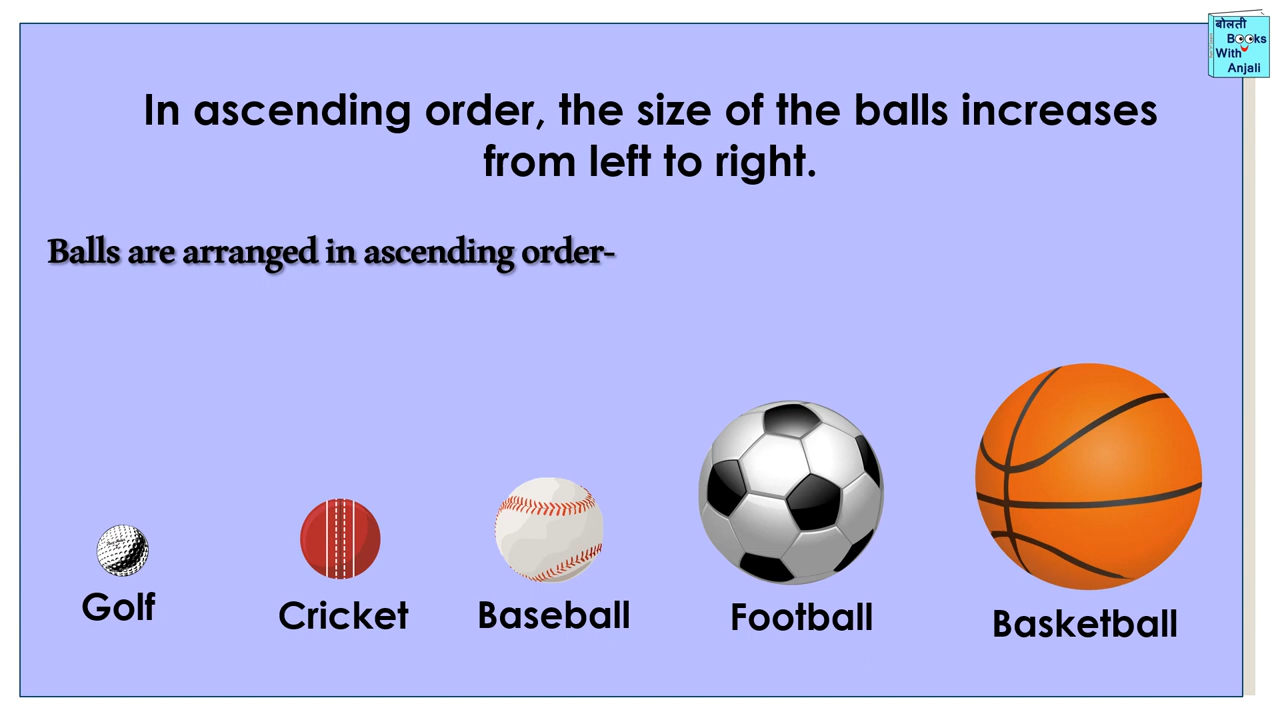 बोलती
Books
With
Anjali
In ascending order, the size of the balls increases
from left to right.
Balls are arranged in ascending order-
Golf
Cricket
Baseball
Football
Basketball